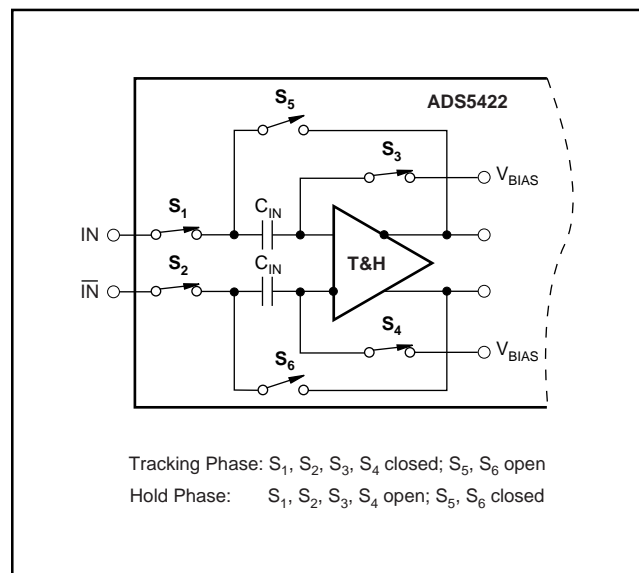 ADS5422
S5
S3
VBIAS
S1
CIN
IN
T&H
S2
CIN
I̅N̅
S4
VBIAS
S6
Tracking Phase: S1, S2, S3, S4 closed; S5, S6 open
Hold Phase: S1, S2, S3, S4 open; S5, S6 closed